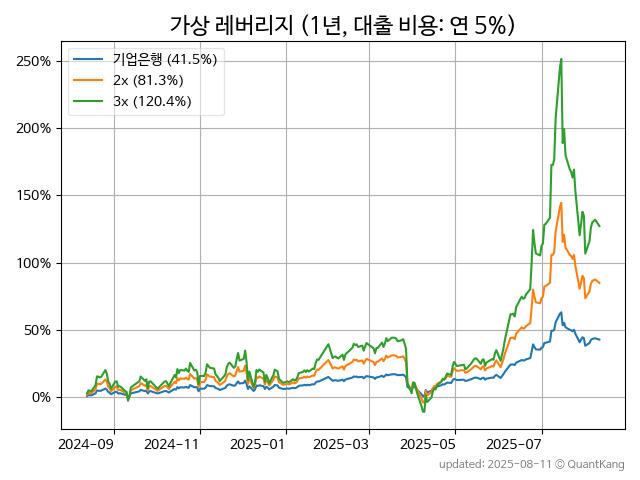 가상 레버리지 (1년, 대출 비용: 연 5%)
기업은행 (41.5%)
2x (81.3%)
3x (120.4%)
250%
200%
150%
100%
50%
0%
2024-09 2024-11 2025-01 2025-03 2025-05 2025-07
updated: 2025-08-11 © QuantKang